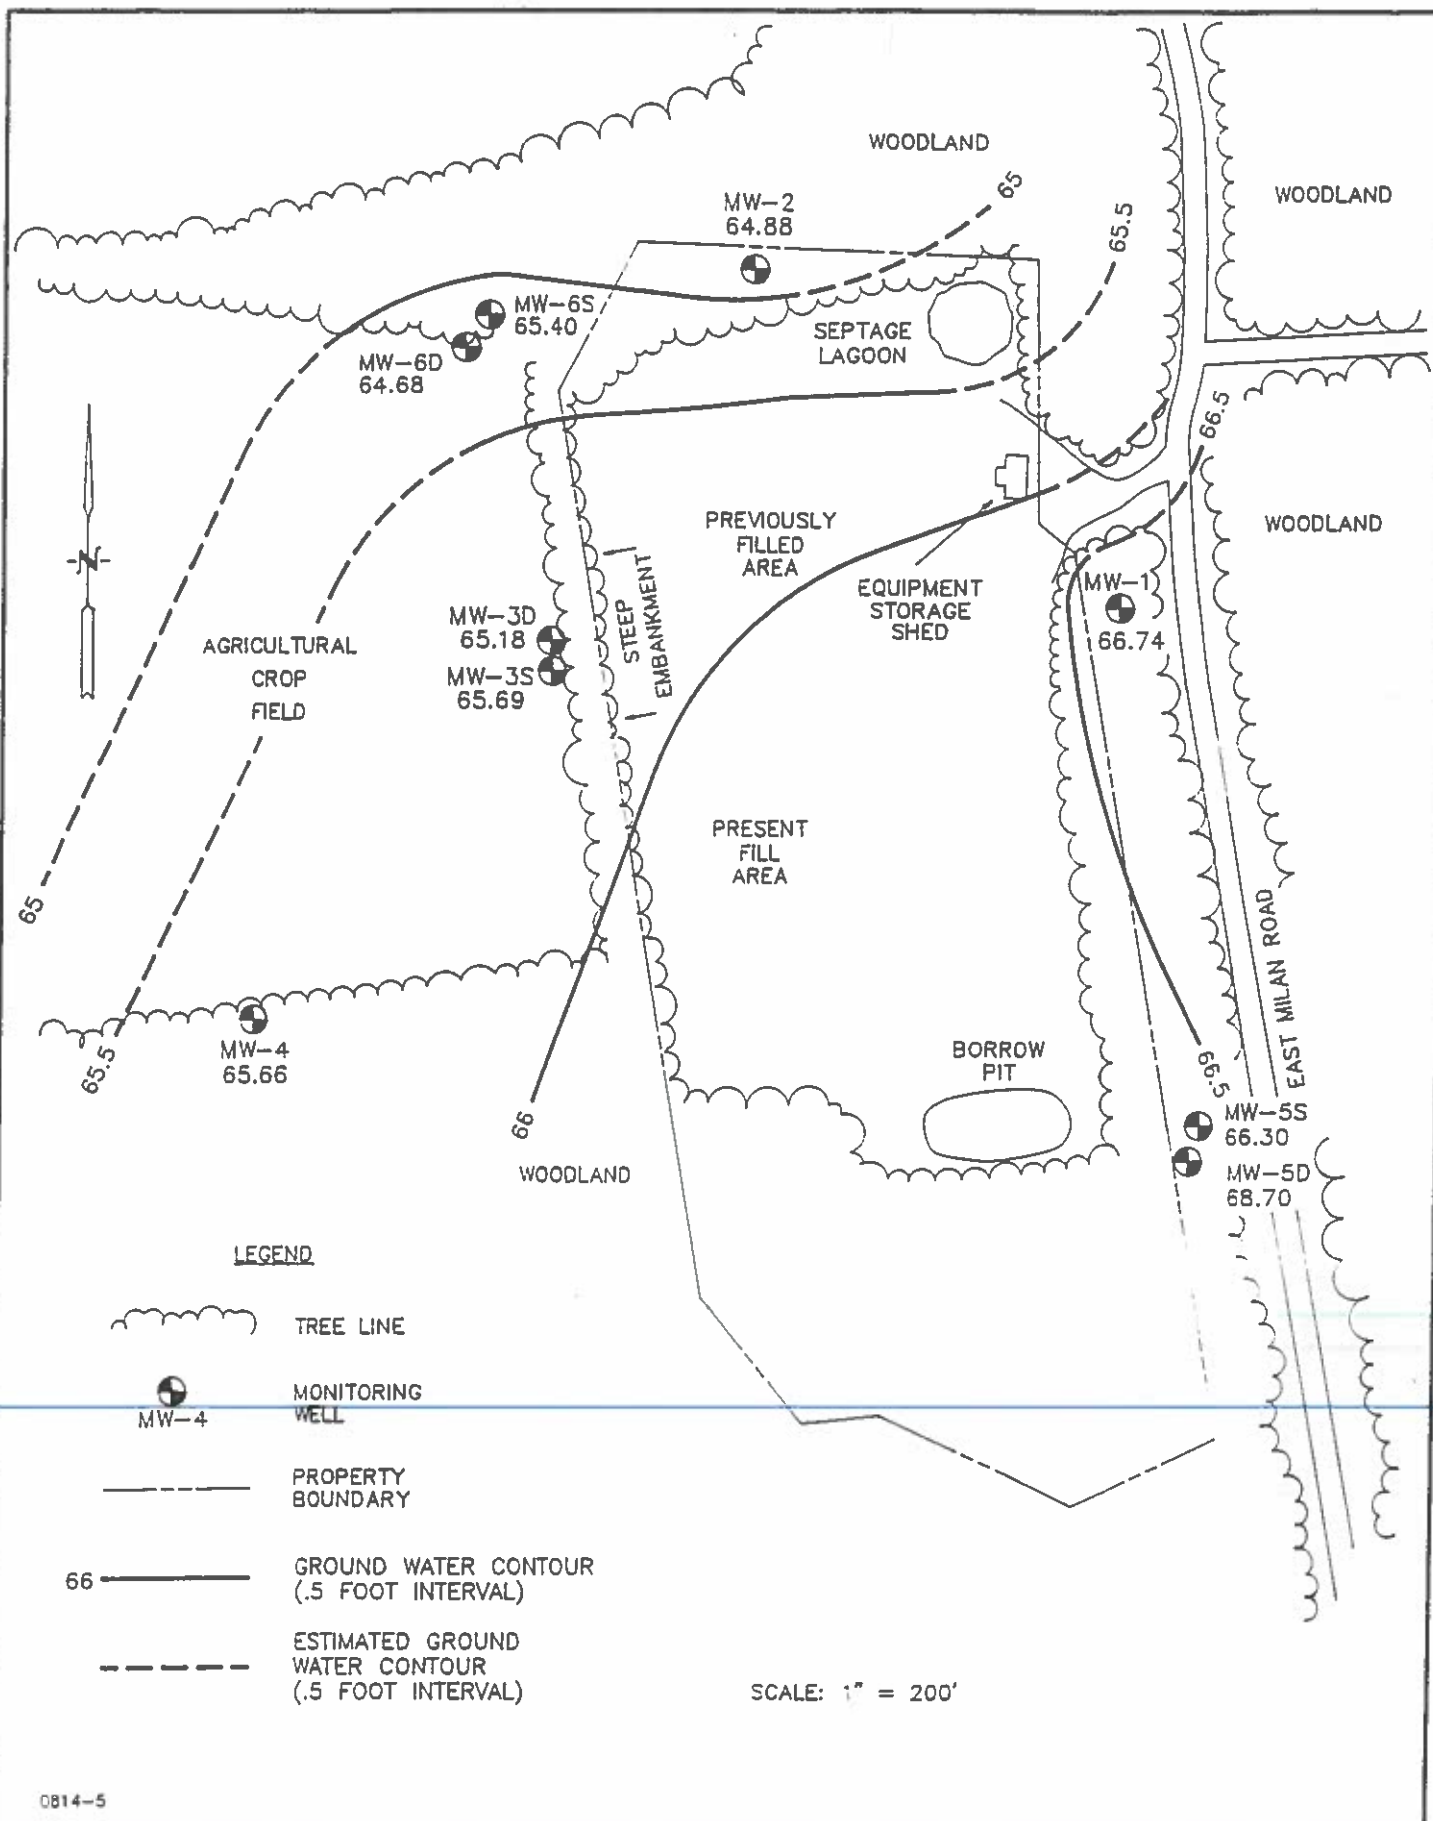 WOODLAND
WOODLAND
MW-2
64.88
65
65.5
MW-6S
65.40
MW-6D
64.68
SEPTAGE
LAGOON
66.5
N
PREVIOUSLY
FILLED
AREA
WOODLAND
EQUIPMENT
STORAGE
SHED
MW-1
66.74
STEEP
EMBANKMENT
MW-3D
65.18
MW-3S
65.69
AGRICULTURAL
CROP
FIELD
PRESENT
FILL
AREA
65
EAST MILAN ROAD
MW-4
65.66
65.5
BORROW
PIT
66.5
66
MW-5S
66.30
MW-5D
68.70
WOODLAND
LEGEND
TREE LINE
MW-4
MONITORING
WELL
PROPERTY
BOUNDARY
66
GROUND WATER CONTOUR
(.5 FOOT INTERVAL)
ESTIMATED GROUND
WATER CONTOUR
(.5 FOOT INTERVAL)
SCALE: 1" = 200'
0814-5